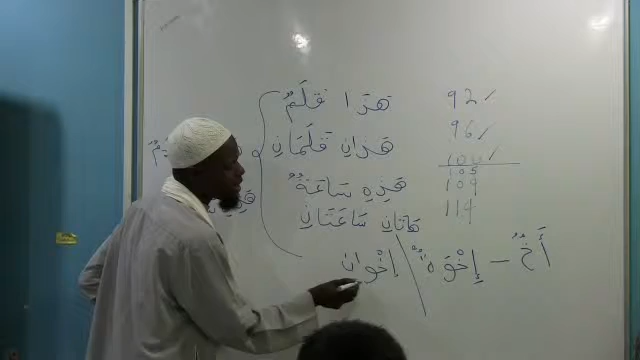 هَذَا قَلَمٌ 92 ✓
هَذَانِ قَلَمَانِ 96 ✓
هَذِهِ سَاعَةٌ 100 ✓
105
109
هَاتَانِ سَاعَتَانِ 114
أَخٌ – إِخْوَةٌ / إِخْوَان